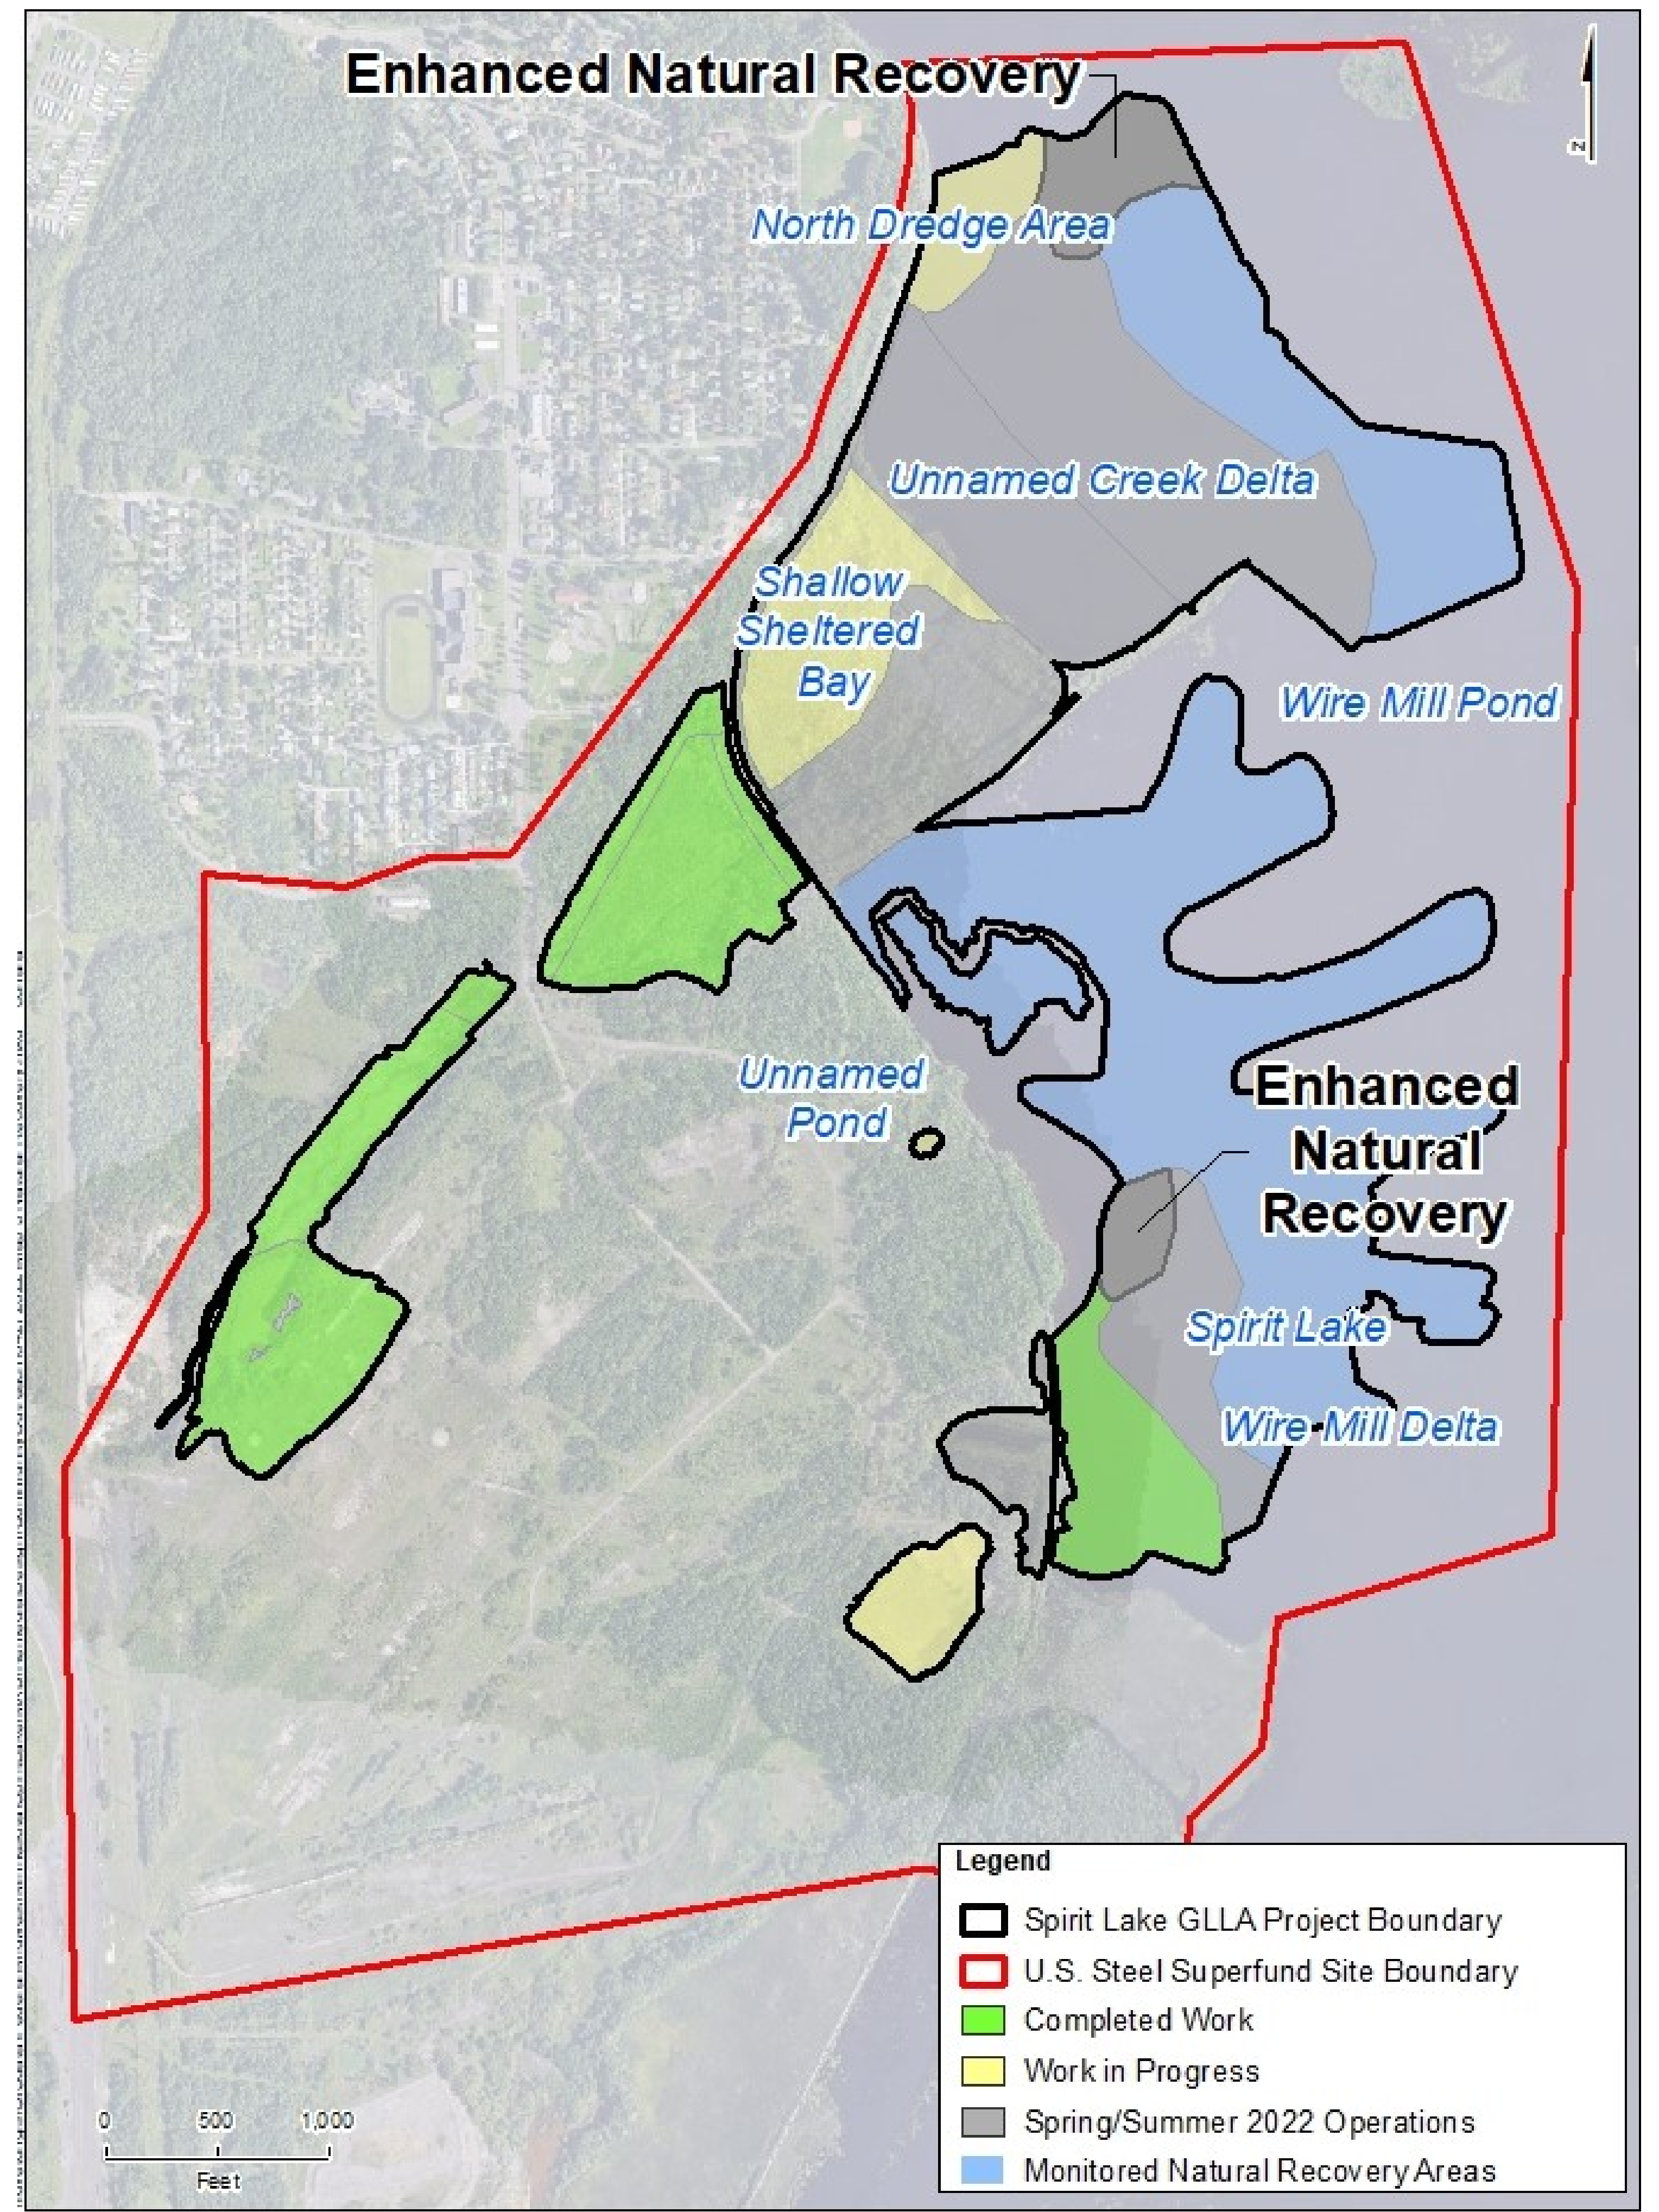 Enhanced Natural Recovery
N
North Dredge Area
Unnamed Creek Delta
Shallow
Sheltered
Bay
Wire Mill Pond
Unnamed
Pond
Enhanced
Natural
Recovery
Spirit Lake
Wire Mill Delta
Legend
Spirit Lake GLLA Project Boundary
U.S. Steel Superfund Site Boundary
Completed Work
Work in Progress
Spring/Summer 2022 Operations
Monitored Natural Recovery Areas
0 500 1,000
Feet